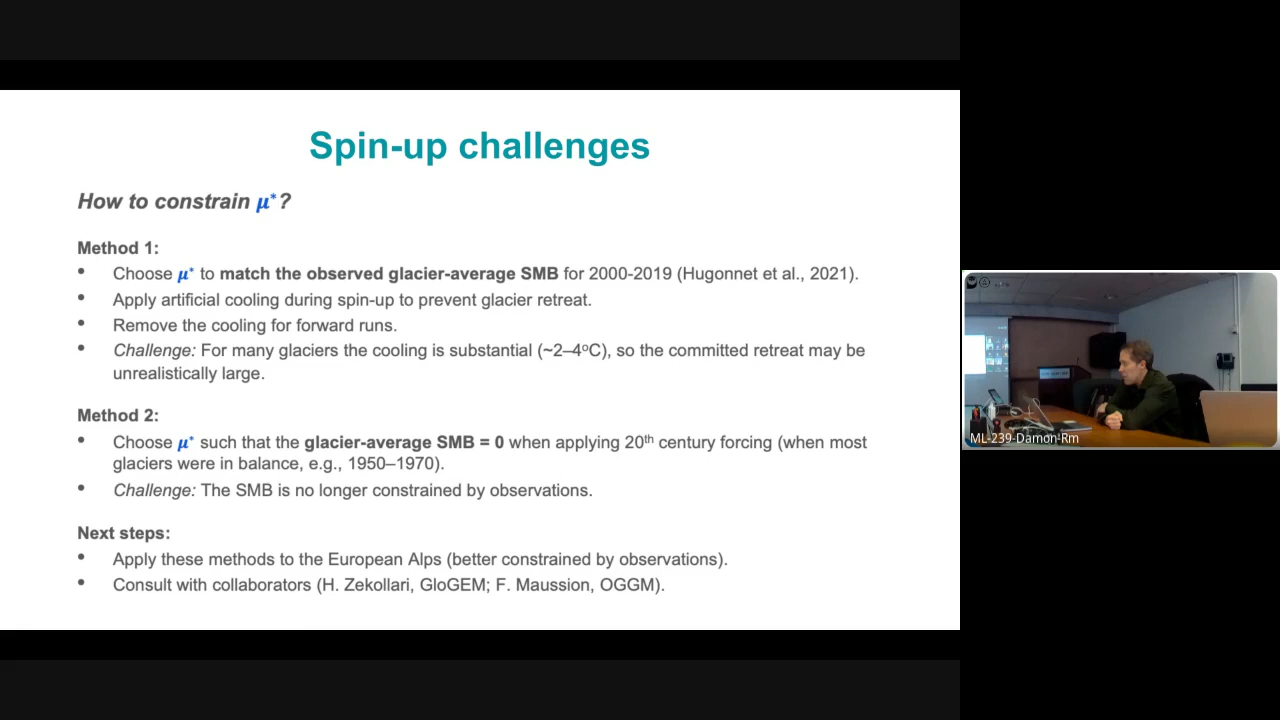 Spin-up challenges
How to constrain μ*?
Method 1:
• Choose μ* to match the observed glacier-average SMB for 2000-2019 (Hugonnet et al., 2021).
• Apply artificial cooling during spin-up to prevent glacier retreat.
• Remove the cooling for forward runs.
• Challenge: For many glaciers the cooling is substantial (~2–4ºC), so the committed retreat may be
unrealistically large.
Method 2:
• Choose μ* such that the glacier-average SMB = 0 when applying 20th century forcing (when most
glaciers were in balance, e.g., 1950–1970).
• Challenge: The SMB is no longer constrained by observations.
Next steps:
• Apply these methods to the European Alps (better constrained by observations).
• Consult with collaborators (H. Zekollari, GloGEM; F. Maussion, OGGM).
ML-239-Damon-Rm